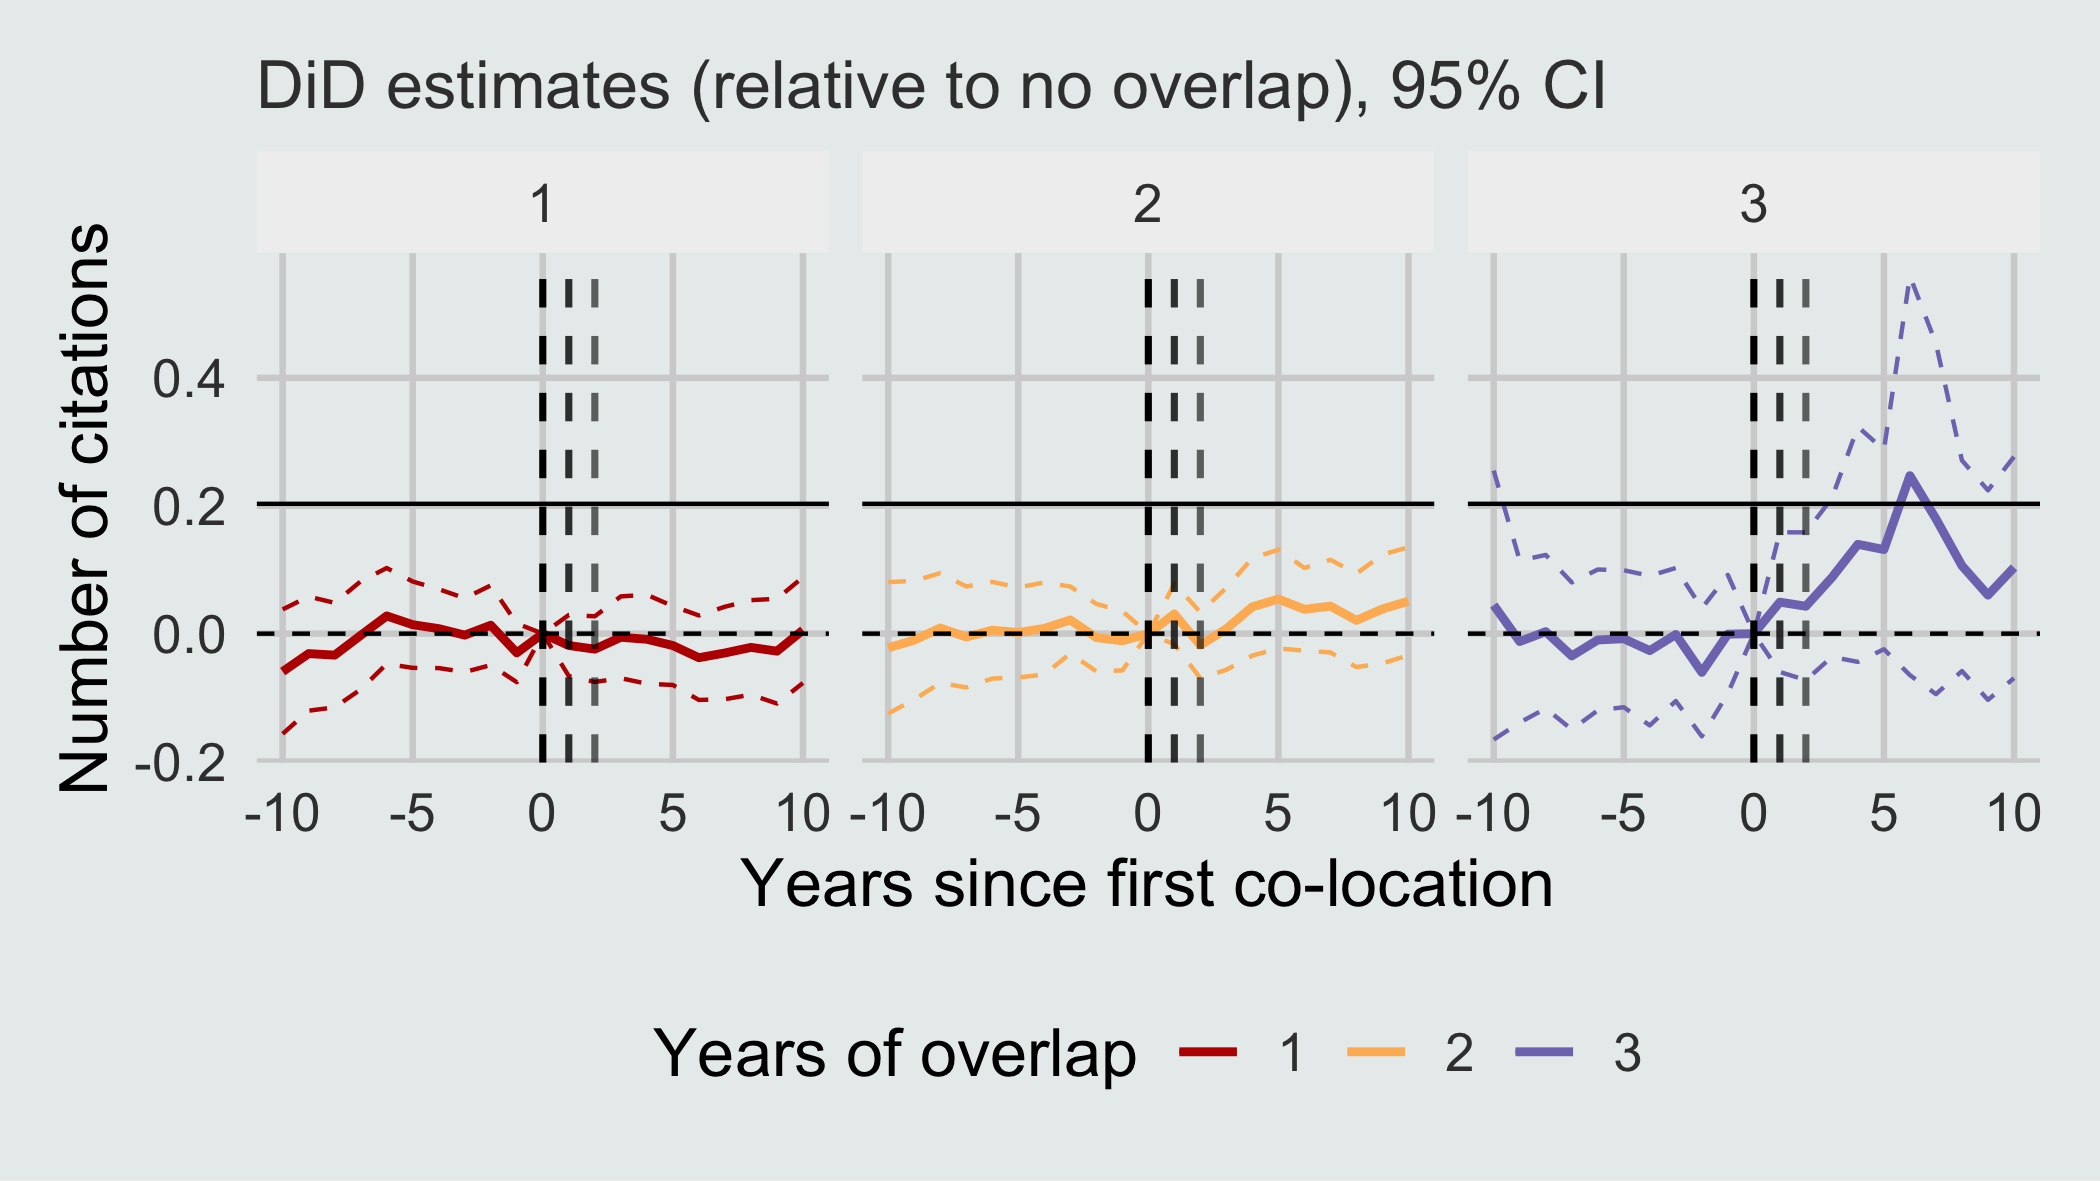 DiD estimates (relative to no overlap), 95% CI
1 2 3
Number of citations
0.4
0.2
0.0
-0.2
-10 -5 0 5 10 -10 -5 0 5 10 -10 -5 0 5 10
Years since first co-location
Years of overlap 1 2 3